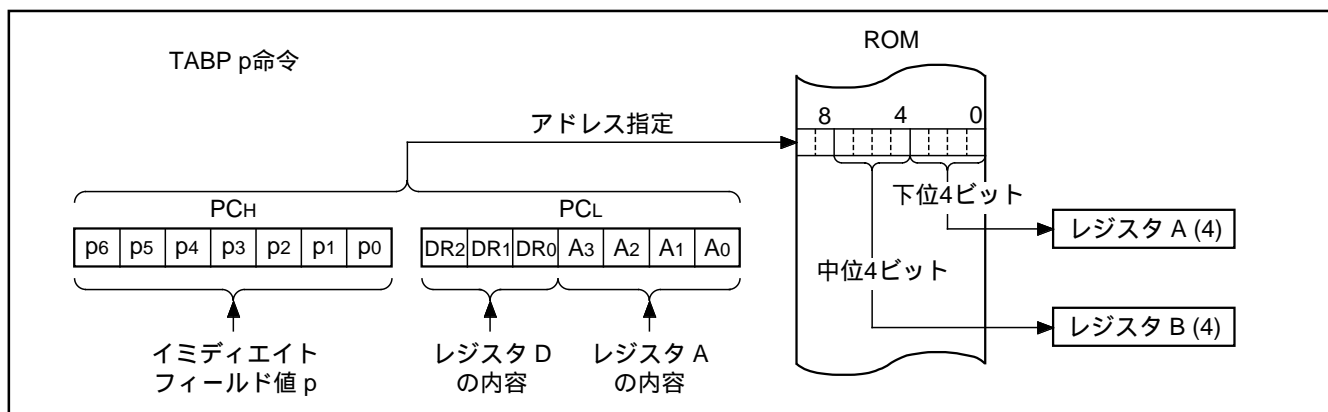 TABP p命令
ROM
8 4 0
アドレス指定
PCH PCL
下位4ビット
p6 p5 p4 p3 p2 p1 p0 DR2 DR1 DR0 A3 A2 A1 A0
レジスタ A (4)
中位4ビット
レジスタ B (4)
イミディエイト
フィールド値 p
レジスタ D
の内容
レジスタ A
の内容